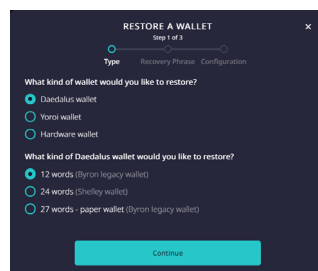 RESTORE A WALLET
Step 1 of 3
Type Recovery Phrase Configuration
What kind of wallet would you like to restore?
Daedalus wallet
Yoroi wallet
Hardware wallet
What kind of Daedalus wallet would you like to restore?
12 words (Byron legacy wallet)
24 words (Shelley wallet)
27 words - paper wallet (Byron legacy wallet)
Continue